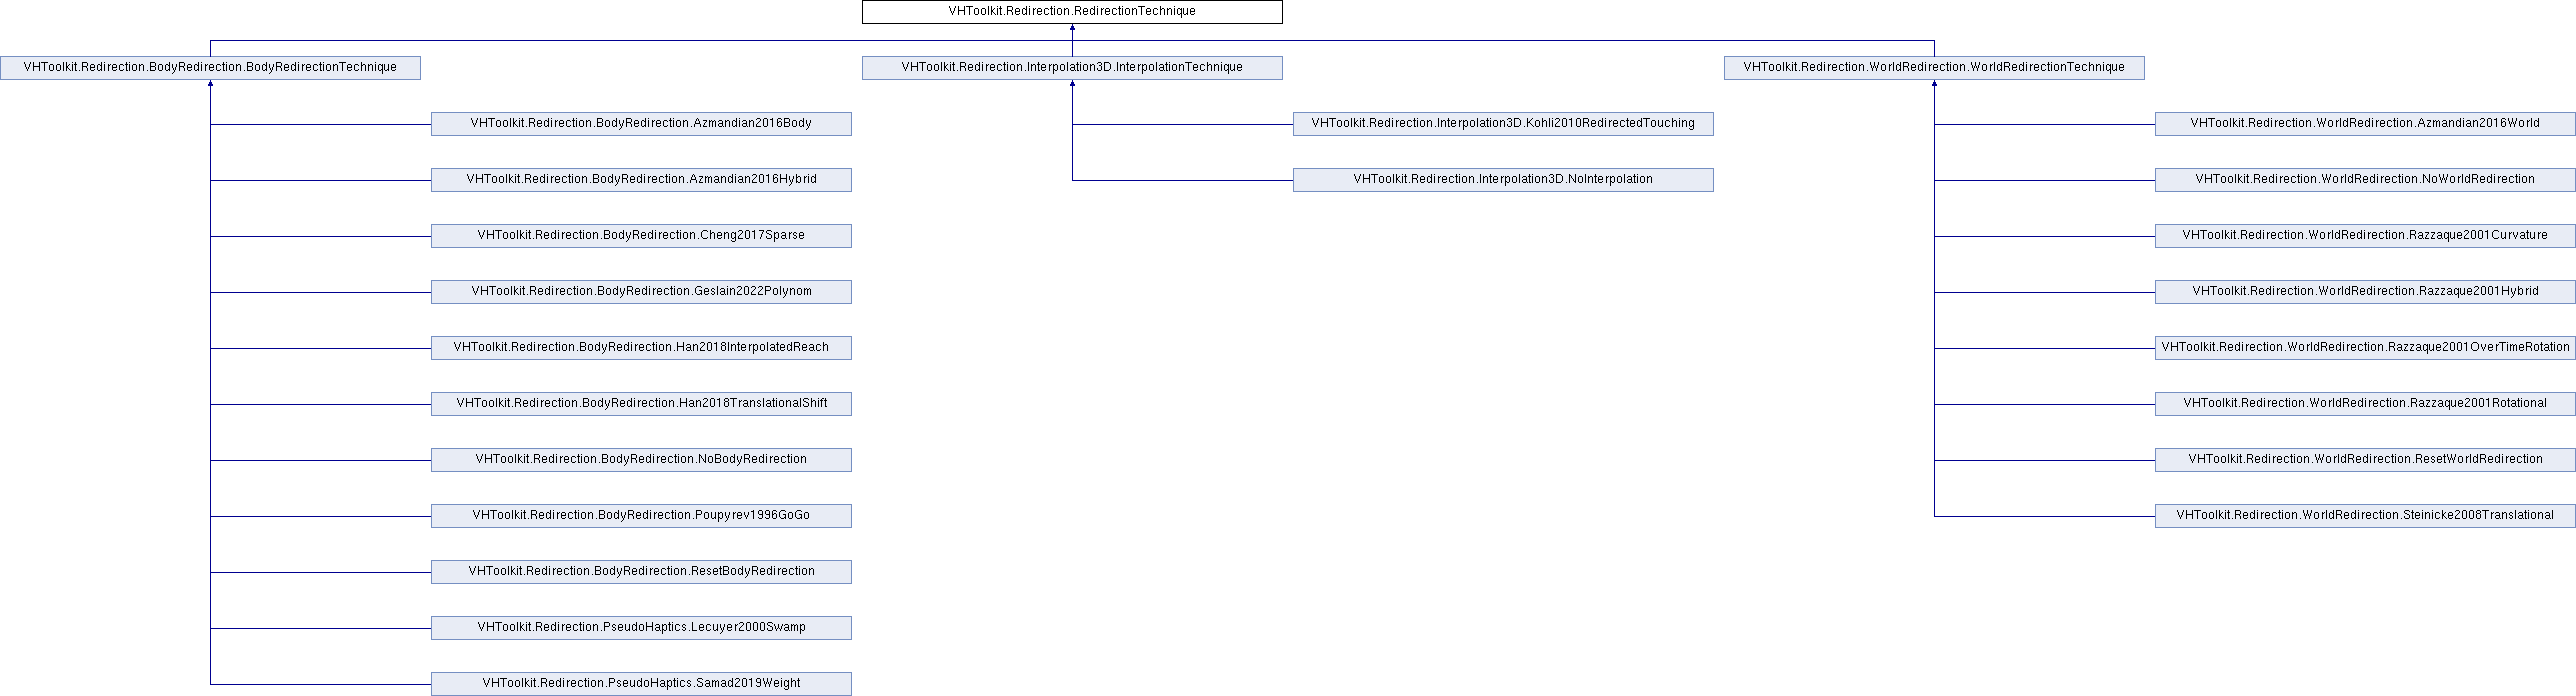 VHToolkit.Redirection.RedirectionTechnique
VHToolkit.Redirection.BodyRedirection.BodyRedirectionTechnique
VHToolkit.Redirection.Interpolation3D.InterpolationTechnique
VHToolkit.Redirection.WorldRedirection.WorldRedirectionTechnique
VHToolkit.Redirection.BodyRedirection.Azmandian2016Body
VHToolkit.Redirection.Interpolation3D.Kohli2010RedirectedTouching
VHToolkit.Redirection.WorldRedirection.Azmandian2016World
VHToolkit.Redirection.BodyRedirection.Azmandian2016Hybrid
VHToolkit.Redirection.Interpolation3D.NoInterpolation
VHToolkit.Redirection.WorldRedirection.NoWorldRedirection
VHToolkit.Redirection.BodyRedirection.Cheng2017Sparse
VHToolkit.Redirection.WorldRedirection.Razzaque2001Curvature
VHToolkit.Redirection.BodyRedirection.Geslain2022Polynom
VHToolkit.Redirection.WorldRedirection.Razzaque2001Hybrid
VHToolkit.Redirection.BodyRedirection.Han2018InterpolatedReach
VHToolkit.Redirection.WorldRedirection.Razzaque2001OverTimeRotation
VHToolkit.Redirection.BodyRedirection.Han2018TranslationalShift
VHToolkit.Redirection.WorldRedirection.Razzaque2001Rotational
VHToolkit.Redirection.BodyRedirection.NoBodyRedirection
VHToolkit.Redirection.WorldRedirection.ResetWorldRedirection
VHToolkit.Redirection.BodyRedirection.Poupyrev1996GoGo
VHToolkit.Redirection.WorldRedirection.Steinicke2008Translational
VHToolkit.Redirection.BodyRedirection.ResetBodyRedirection
VHToolkit.Redirection.PseudoHaptics.Lecuyer2000Swamp
VHToolkit.Redirection.PseudoHaptics.Samad2019Weight